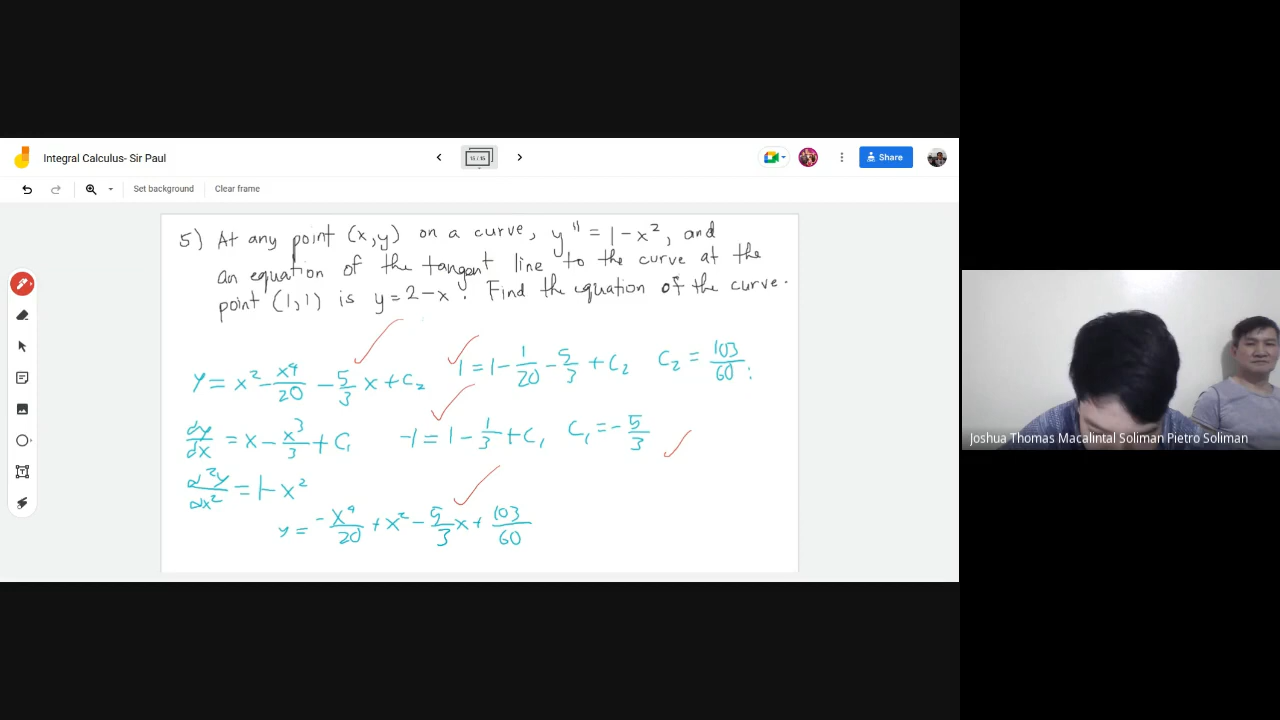 Integral Calculus- Sir Paul
15 / 15
Share
Set background
Clear frame
5) At any point (x,y) on a curve, y" = 1-x², and
an equation of the tangent line to the curve at the
point (1,1) is y=2-x. Find the equation of the curve.
y = x² - x⁴/20 - 5/3 x + C₂ 1 = 1 - 1/20 - 5/3 + C₂ C₂ = 103/60
dy/dx = x - x³/3 + C₁ -1 = 1 - 1/3 + C₁ C₁ = - 5/3
d²y/dx² = 1-x²
y = -x⁴/20 + x² - 5/3 x + 103/60
Joshua Thomas Macalintal Soliman Pietro Soliman